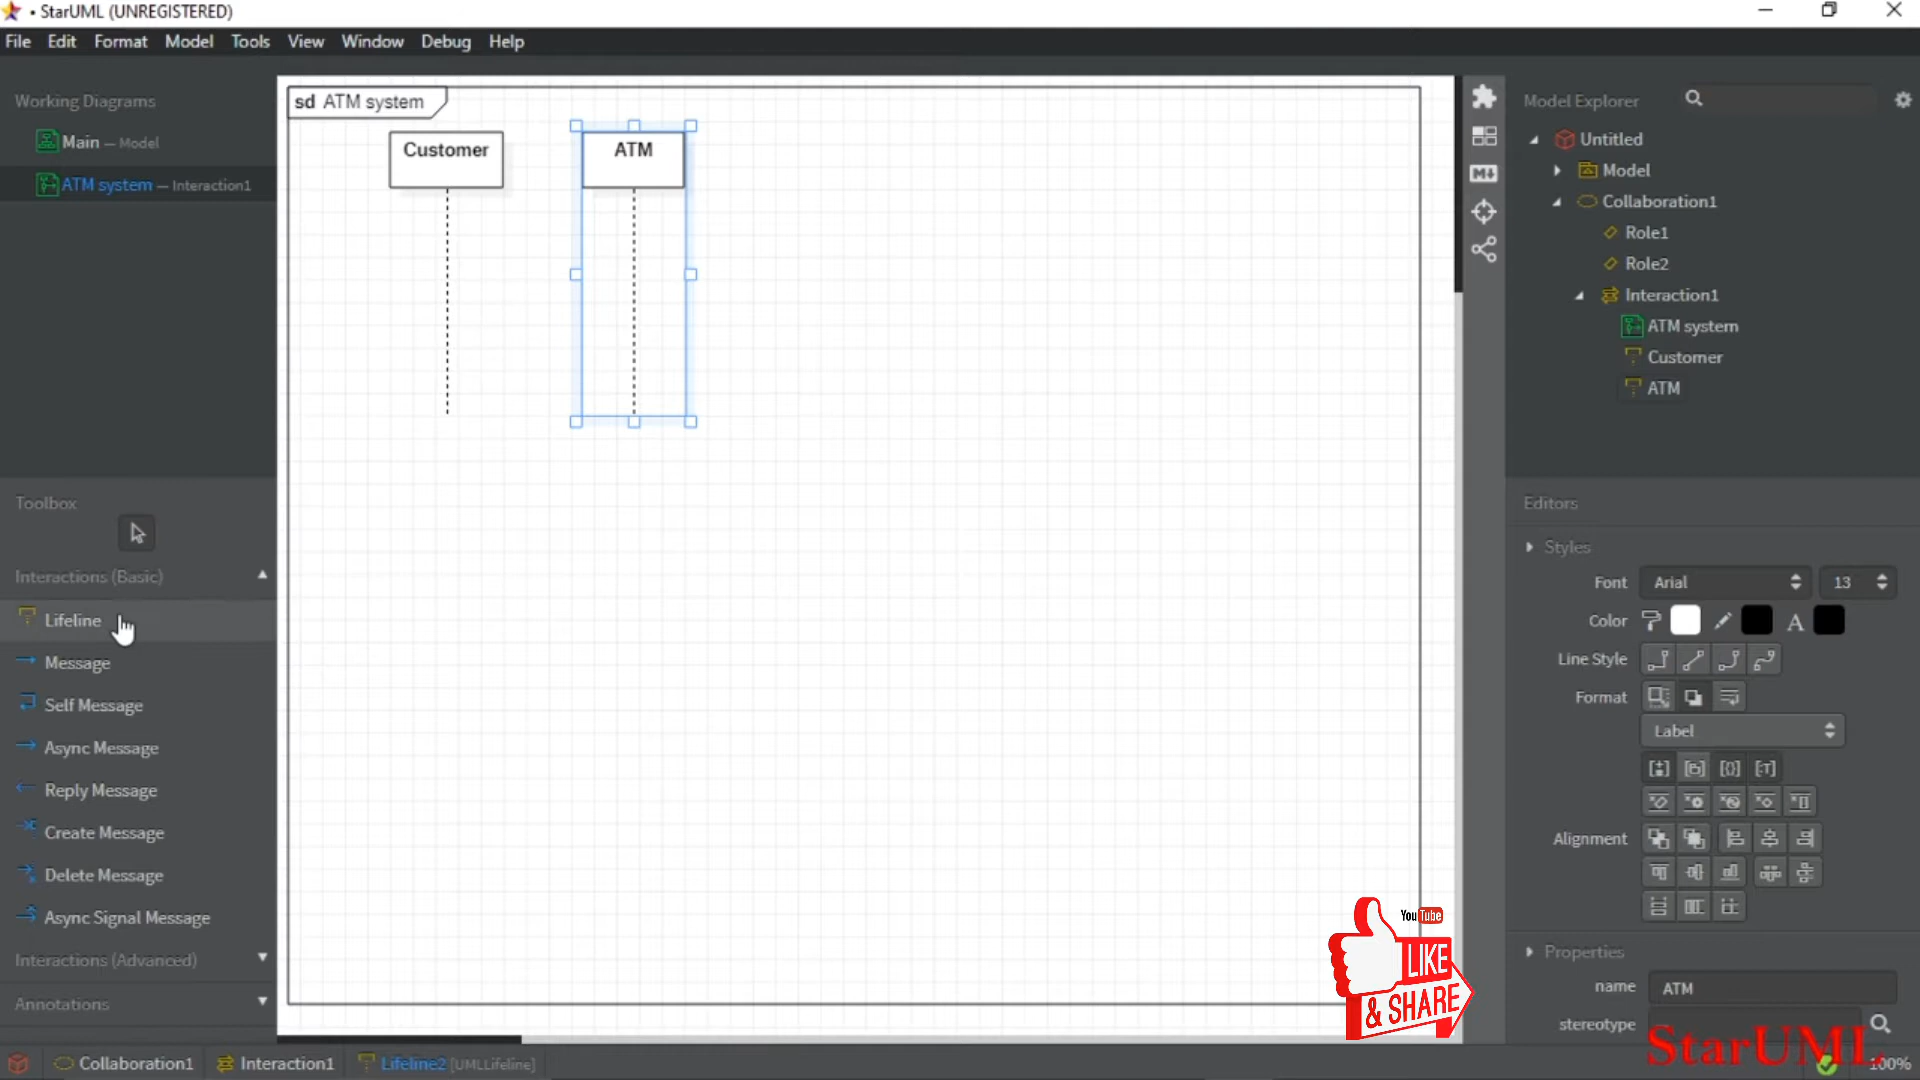 • StarUML (UNREGISTERED)
File Edit Format Model Tools View Window Debug Help
Working Diagrams
Main — Model
ATM system — Interaction1
Toolbox
Interactions (Basic)
Lifeline
Message
Self Message
Async Message
Reply Message
Create Message
Delete Message
Async Signal Message
Interactions (Advanced)
Annotations
sd ATM system
Customer
ATM
YouTube
LIKE
& SHARE
M
Model Explorer
Untitled
Model
Collaboration1
Role1
Role2
Interaction1
ATM system
Customer
ATM
Editors
Styles
Font Arial 13
Color A
Line Style
Format
Label
Alignment
Properties
name ATM
stereotype
StarUML
Collaboration1 Interaction1 Lifeline2 [UMLLifeline] 100%